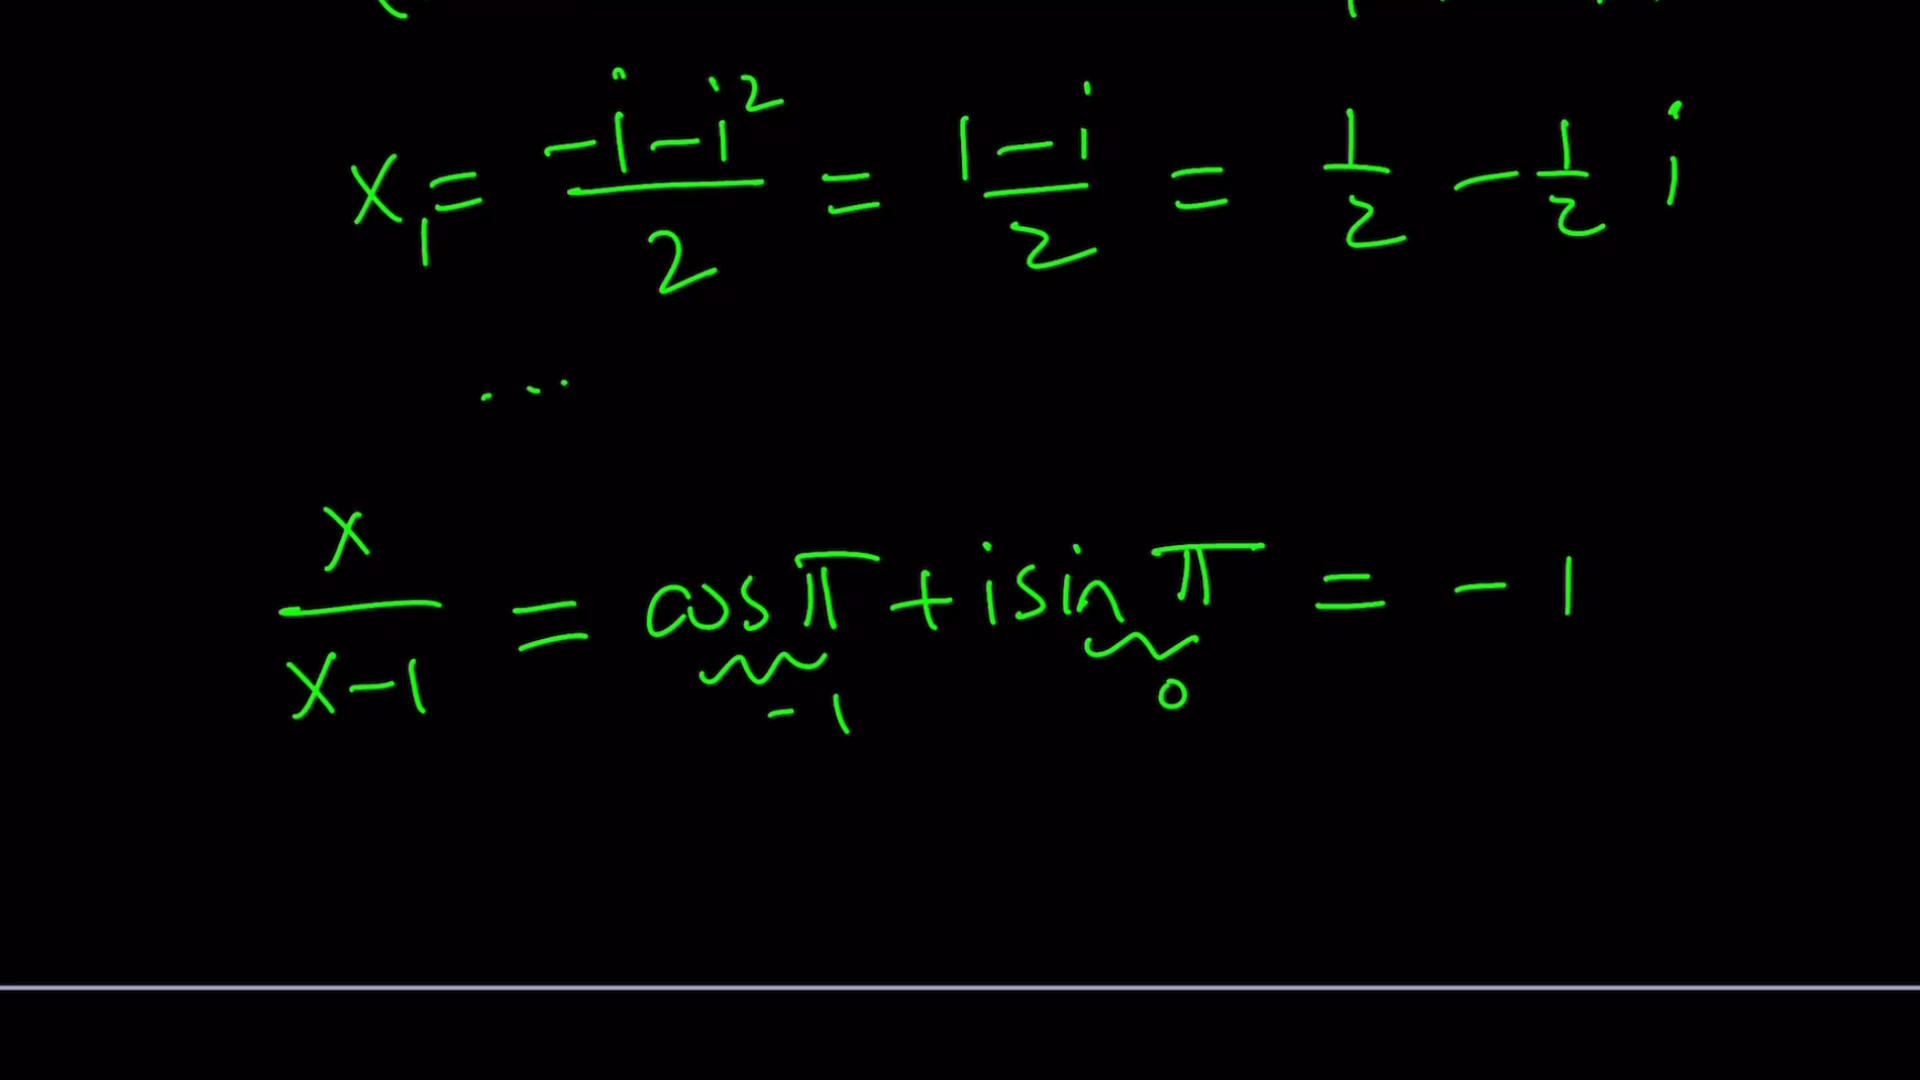 x₁ = (-i-i²)/2 = (1-i)/2 = 1/2 - 1/2 i
...
x/(x-1) = cos π + i sin π = -1
-1 0